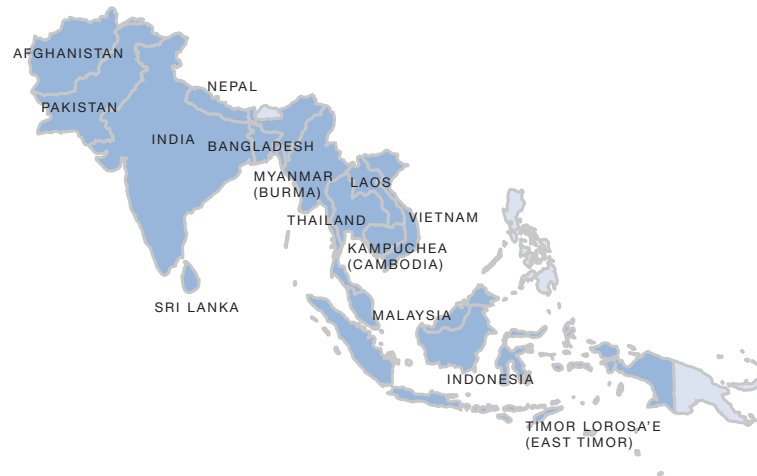 AFGHANISTAN
NEPAL
PAKISTAN
INDIA
BANGLADESH
MYANMAR
(BURMA)
LAOS
THAILAND
VIETNAM
KAMPUCHEA
(CAMBODIA)
SRI LANKA
MALAYSIA
INDONESIA
TIMOR LOROSA'E
(EAST TIMOR)